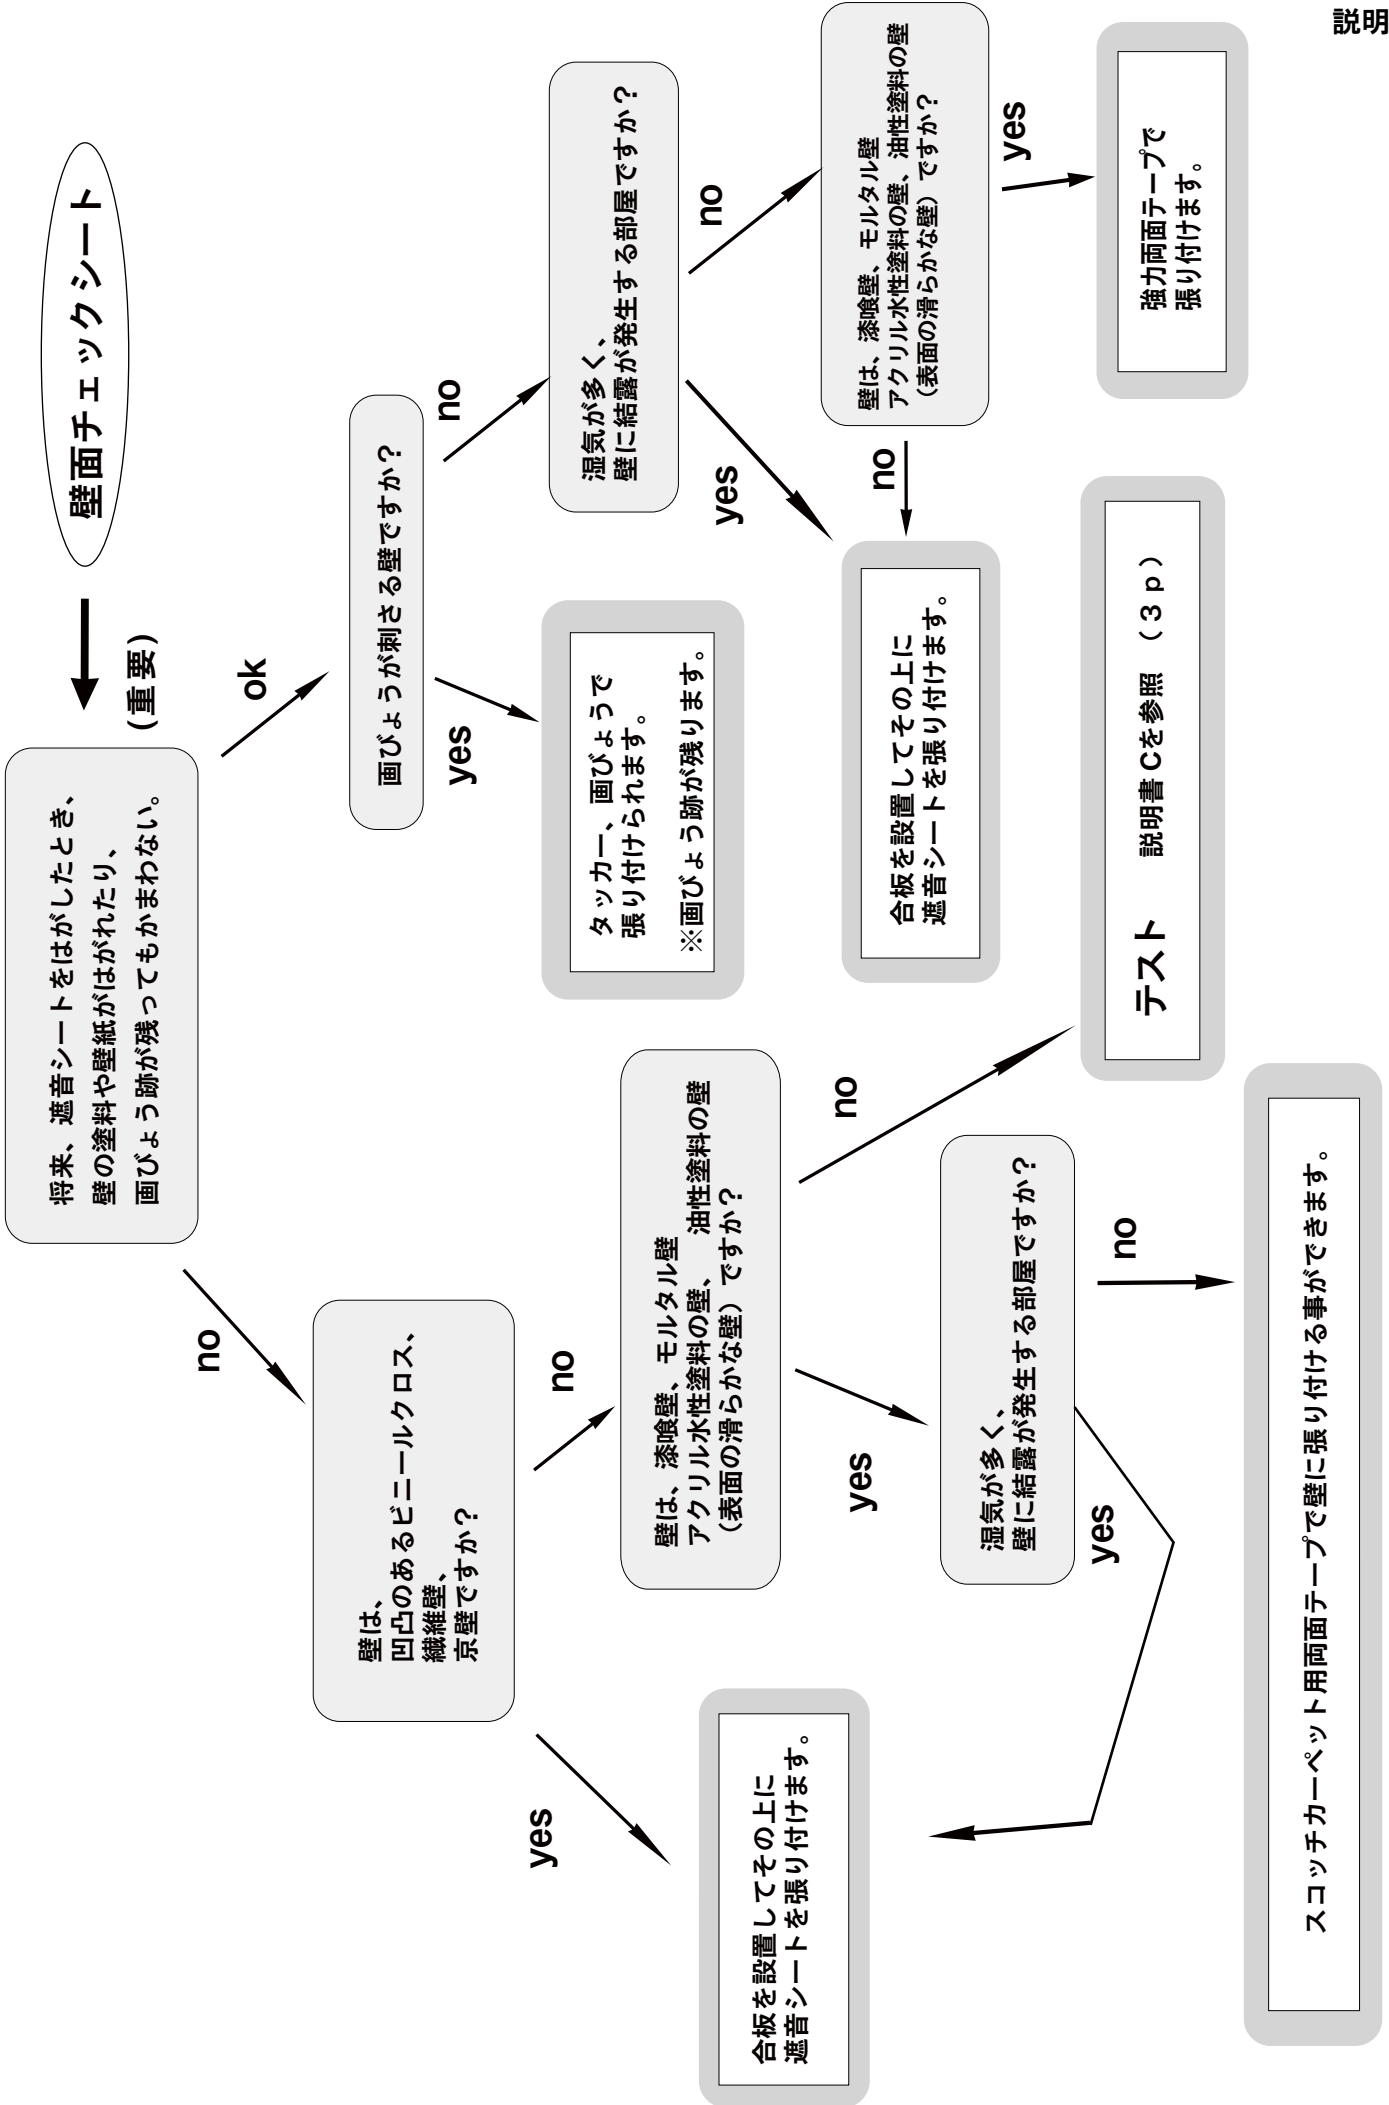 説明
壁面チェックシート
(重要)
将来、遮音シートをはがしたとき、
壁の塗料や壁紙がはがれたり、
画びょう跡が残ってもかまわない。
ok
no
画びょうが刺さる壁ですか？
yes
no
タッカー、画びょうで
張り付けられます。
※画びょう跡が残ります。
湿気が多く、
壁に結露が発生する部屋ですか？
yes
no
合板を設置してその上に
遮音シートを張り付けます。
壁は、漆喰壁、モルタル壁
アクリル水性塗料の壁、油性塗料の壁
（表面の滑らかな壁）ですか？
no
yes
強力両面テープで
張り付けます。
壁は、
凹凸のあるビニールクロス、
繊維壁、
京壁ですか？
yes
no
合板を設置してその上に
遮音シートを張り付けます。
壁は、漆喰壁、モルタル壁
アクリル水性塗料の壁、 油性塗料の壁
（表面の滑らかな壁）ですか？
yes
no
テスト 説明書Cを参照 （３ｐ）
湿気が多く、
壁に結露が発生する部屋ですか？
yes
no
スコッチカーペット用両面テープで壁に張り付ける事ができます。